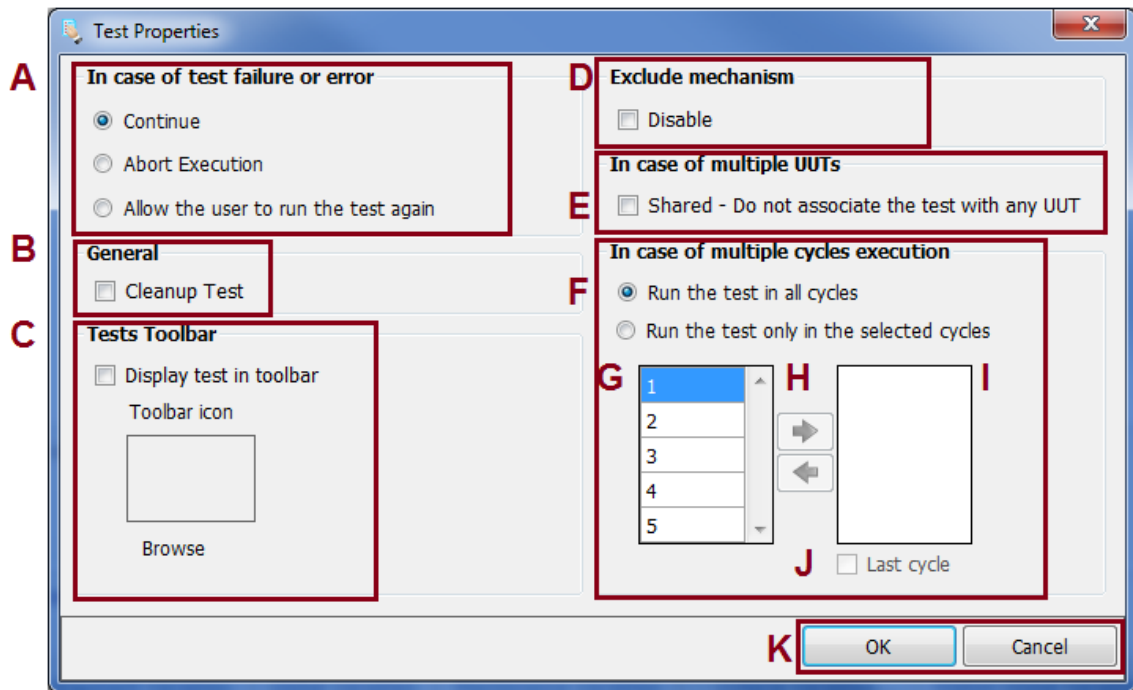 Test Properties
A
In case of test failure or error
Continue
Abort Execution
Allow the user to run the test again
B
General
Cleanup Test
C
Tests Toolbar
Display test in toolbar
Toolbar icon
Browse
D
Exclude mechanism
Disable
In case of multiple UUTs
E
Shared - Do not associate the test with any UUT
In case of multiple cycles execution
F
Run the test in all cycles
Run the test only in the selected cycles
G
1
2
3
4
5
H
I
J
Last cycle
K
OK
Cancel